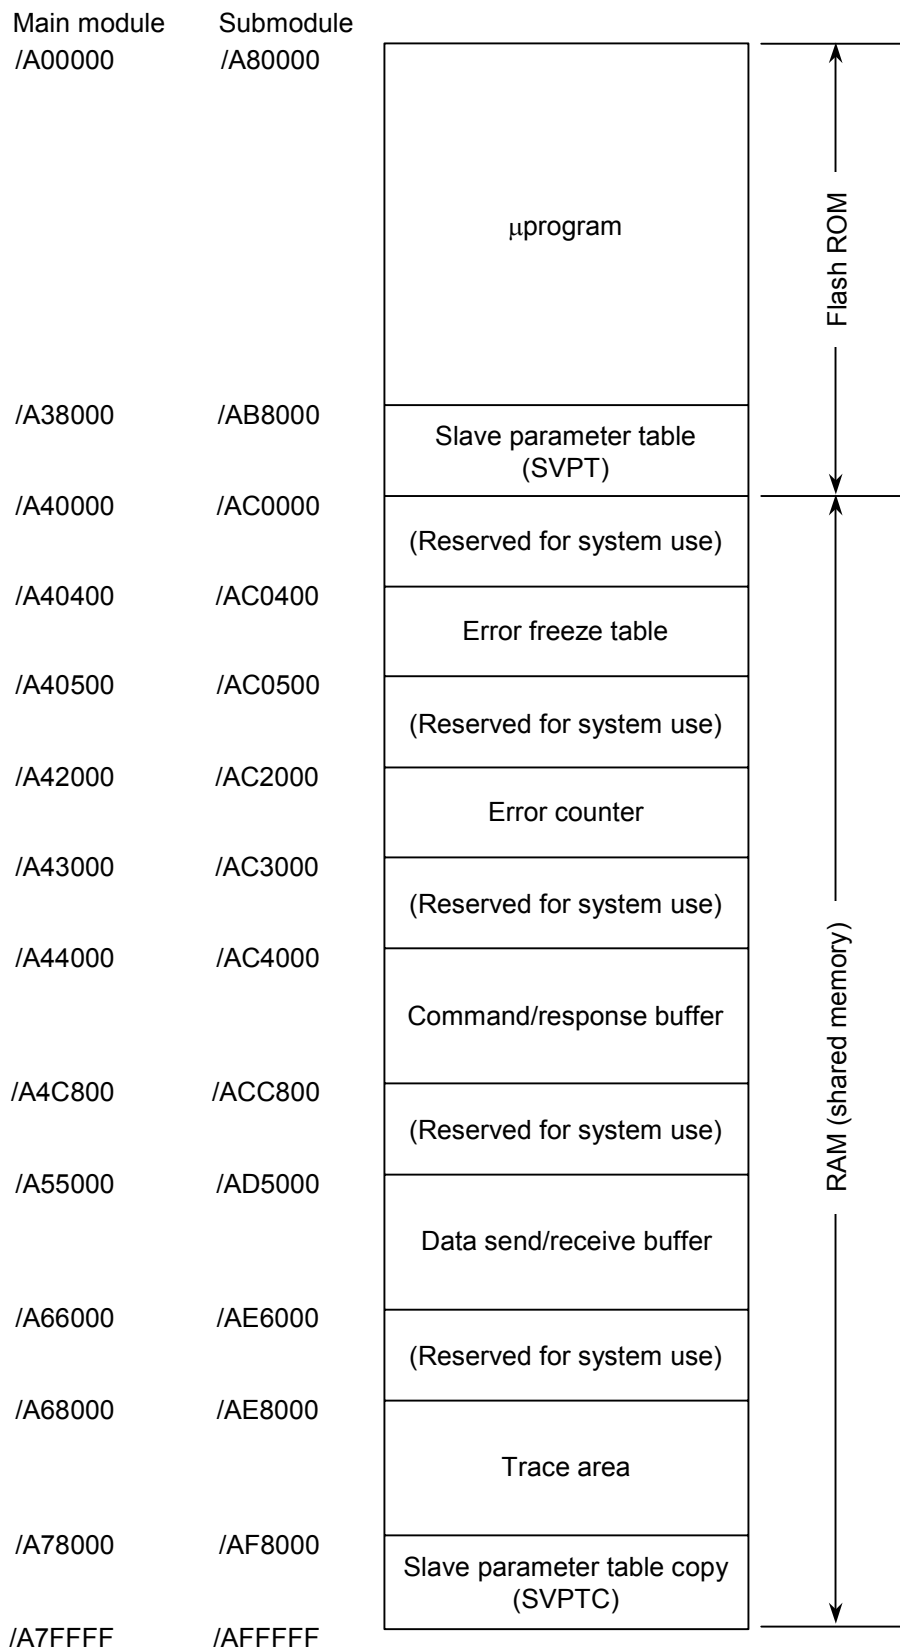 Main module Submodule
/A00000 /A80000
μprogram
Flash ROM
/A38000 /AB8000
Slave parameter table
(SVPT)
/A40000 /AC0000
(Reserved for system use)
/A40400 /AC0400
Error freeze table
/A40500 /AC0500
(Reserved for system use)
/A42000 /AC2000
Error counter
/A43000 /AC3000
(Reserved for system use)
/A44000 /AC4000
Command/response buffer
RAM (shared memory)
/A4C800 /ACC800
(Reserved for system use)
/A55000 /AD5000
Data send/receive buffer
/A66000 /AE6000
(Reserved for system use)
/A68000 /AE8000
Trace area
/A78000 /AF8000
Slave parameter table copy
(SVPTC)
/A7FFFF /AFFFFF